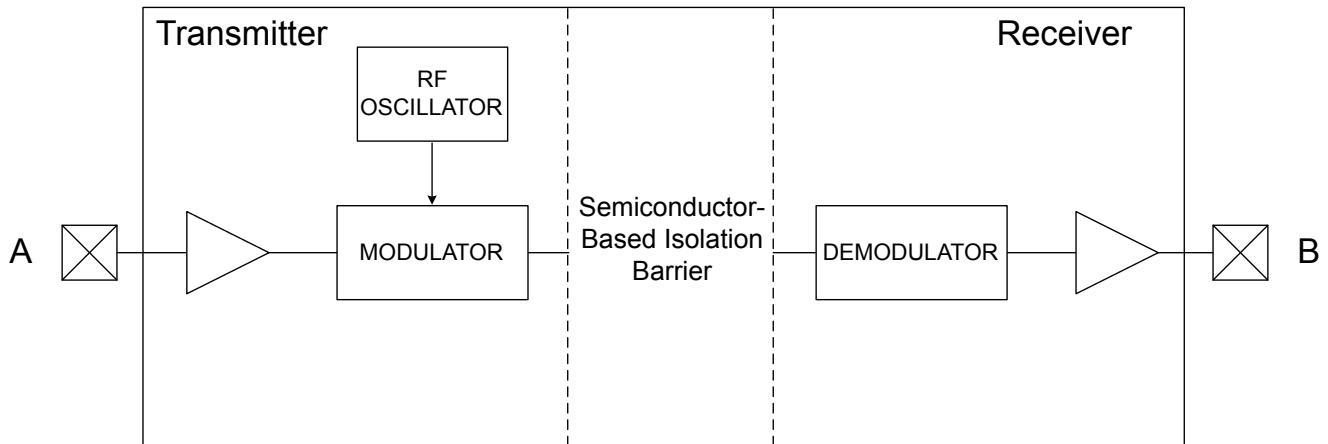 Transmitter
Receiver
RF
OSCILLATOR
A
MODULATOR
Semiconductor-
Based Isolation
Barrier
DEMODULATOR
B